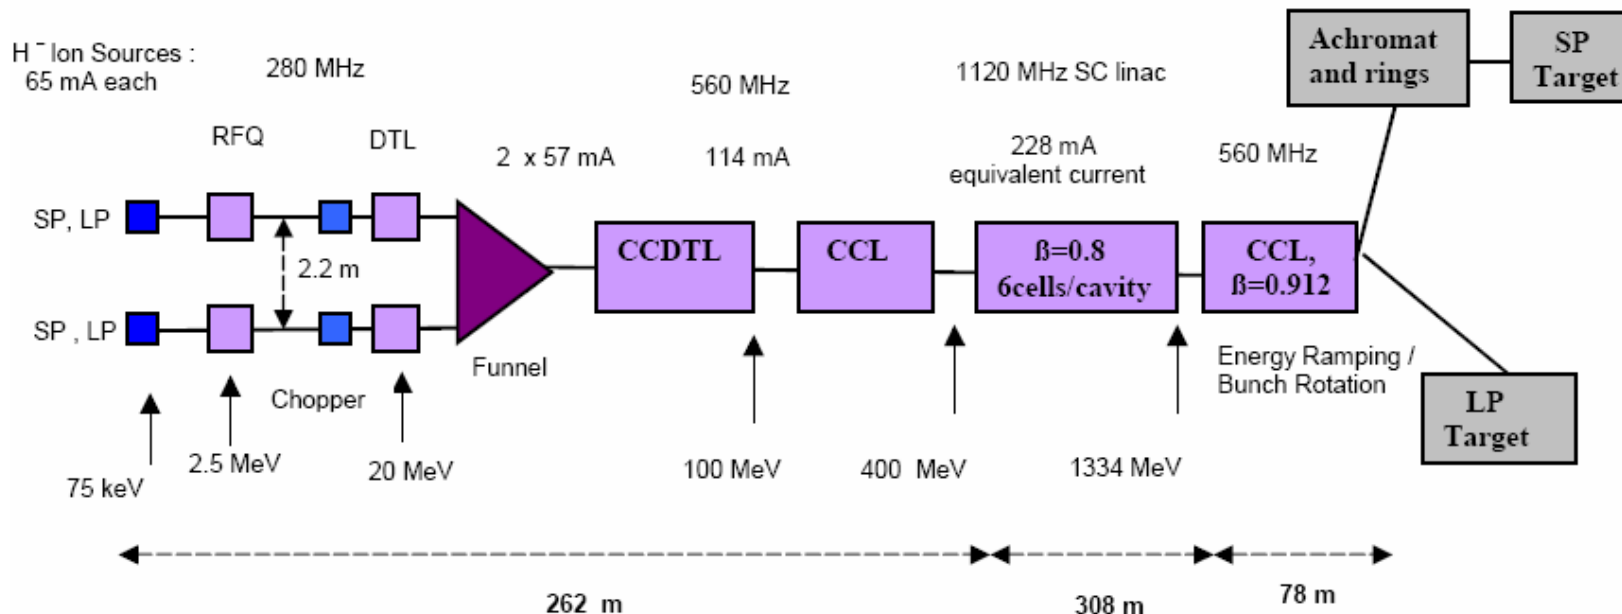 H⁻ Ion Sources :
65 mA each
280 MHz
560 MHz
1120 MHz SC linac
Achromat
and rings
SP
Target
RFQ
DTL
2 x 57 mA
114 mA
228 mA
equivalent current
560 MHz
SP, LP
2.2 m
CCDTL
CCL
ß=0.8
6cells/cavity
CCL,
ß=0.912
SP , LP
Funnel
Chopper
Energy Ramping /
Bunch Rotation
LP
Target
75 keV
2.5 MeV
20 MeV
100 MeV
400 MeV
1334 MeV
262 m
308 m
78 m